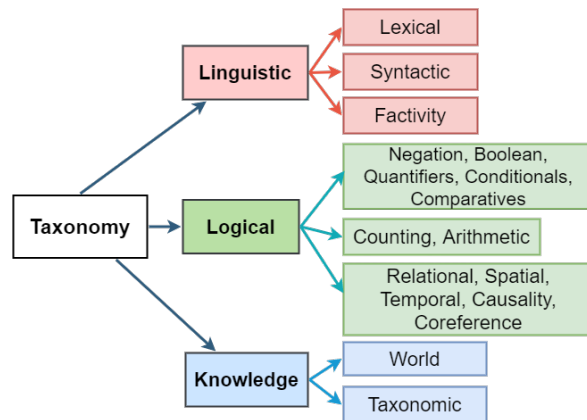 Lexical
Linguistic
Syntactic
Factivity
Negation, Boolean,
Quantifiers, Conditionals,
Comparatives
Taxonomy
Logical
Counting, Arithmetic
Relational, Spatial,
Temporal, Causality,
Coreference
World
Knowledge
Taxonomic